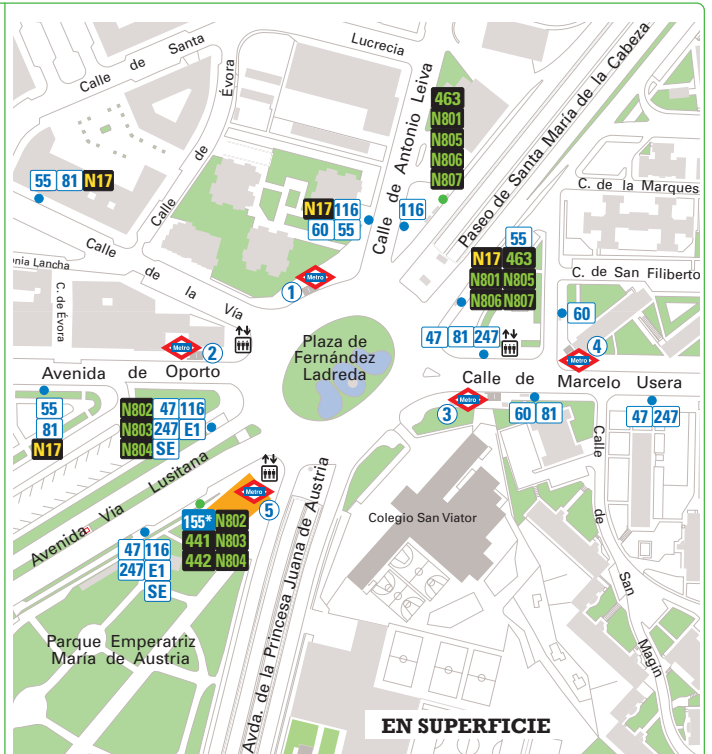 Calle de Santa
Lucrecia
Calle de Évora
Calle de Antonio Leiva
Paseo de Santa María de la Cabeza
463
N801
N805
N806
N807
55 81 N17
N17 116
60 55
116
C. de la Marques
55
N17 463
N801 N805
N806 N807
Calle de la Vía
onia Lancha
C. de Évora
Metro
1
C. de San Filiberto
60
Metro
2
Plaza de
Fernández
Ladreda
47 81 247
Metro
4
Avenida de Oporto
Calle de Marcelo Usera
55
81
N17
N802 47 116
N803 247 E1
N804 SE
Metro
3
60 81
47 247
Avenida Vía Lusitana
Metro
5
155* N802
441 N803
442 N804
Colegio San Viator
Calle de San Magín
47 116
247 E1
SE
Avda. de la Princesa Juana de Austria
Parque Emperatriz
María de Austria
EN SUPERFICIE